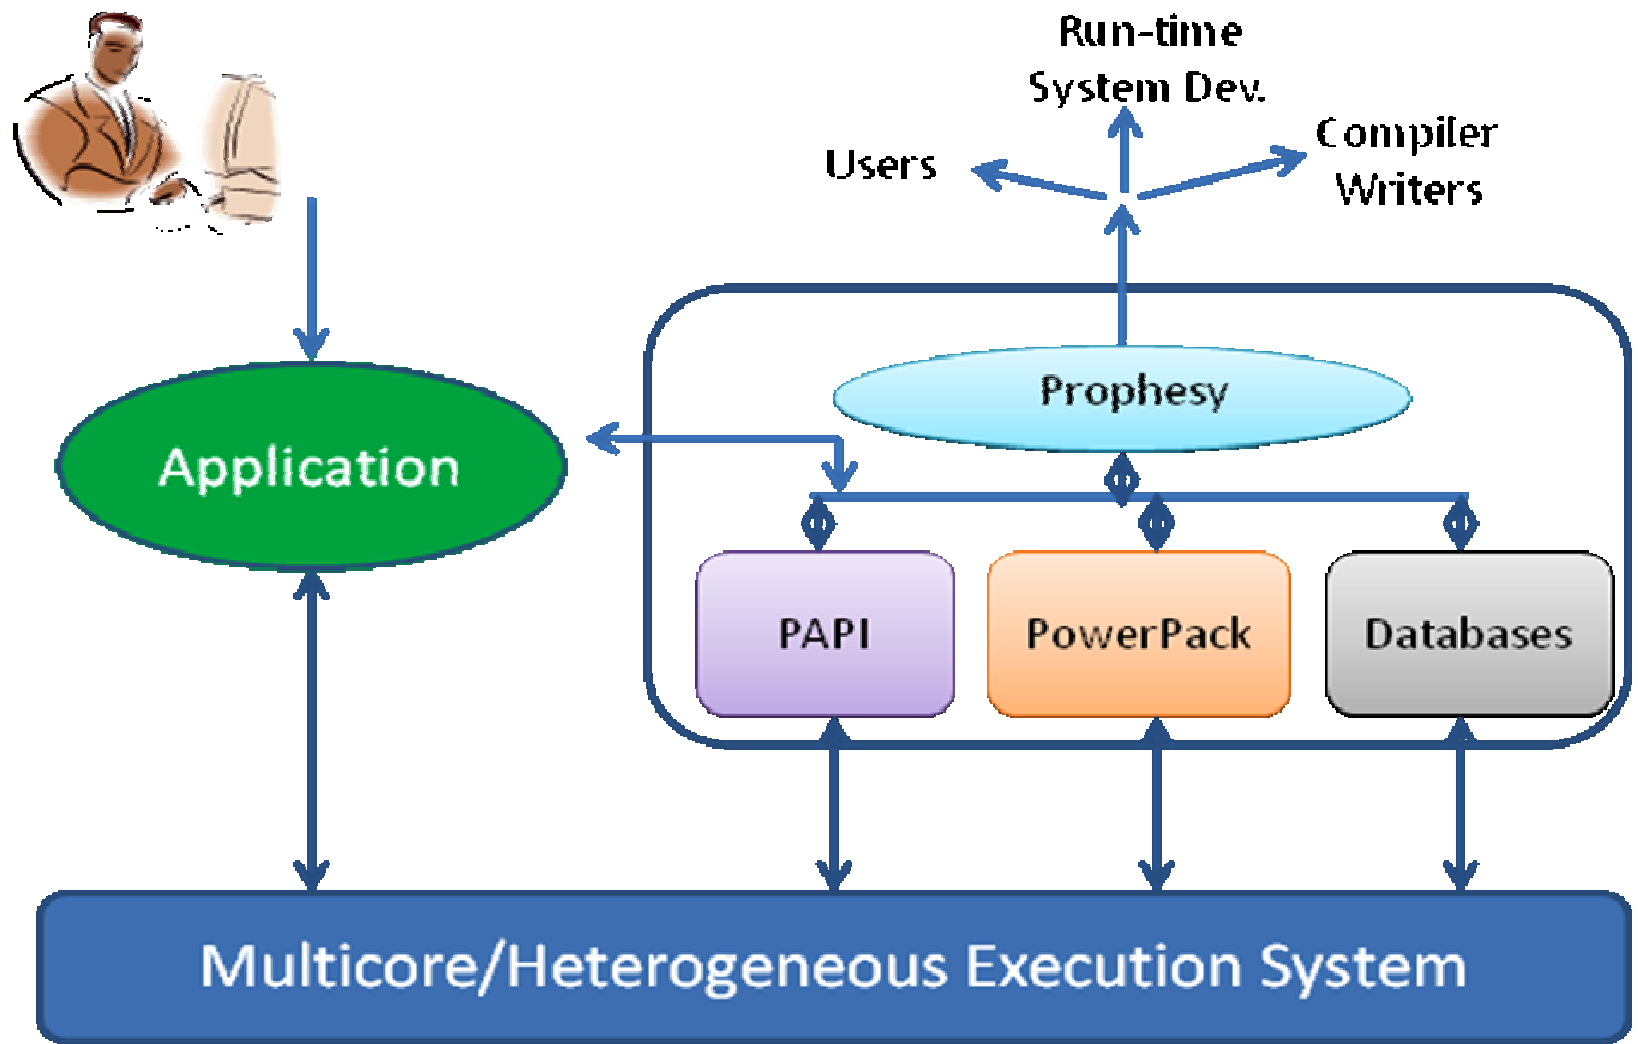 Run-time
System Dev.
Users
Compiler
Writers
Prophesy
Application
PAPI
PowerPack
Databases
Multicore/Heterogeneous Execution System